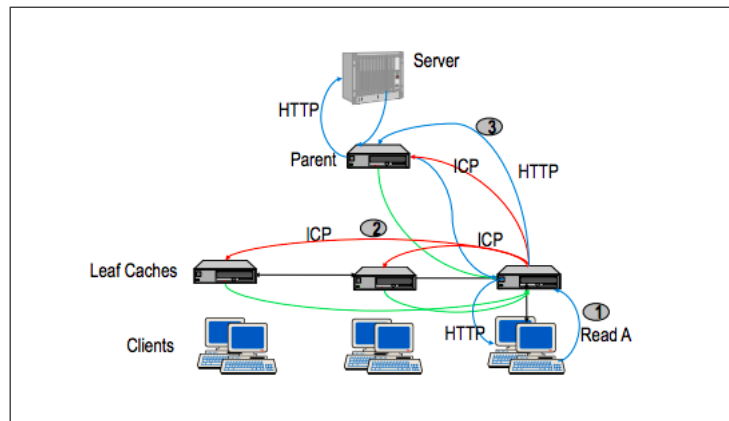 Server
HTTP
3
Parent
ICP
HTTP
ICP
2
ICP
Leaf Caches
1
Clients
HTTP
Read A